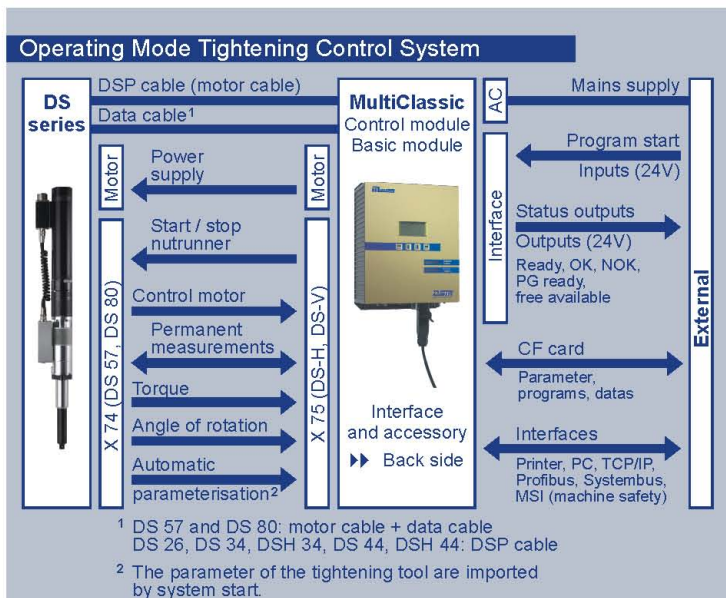 Operating Mode Tightening Control System
DS
series
DSP cable (motor cable)
Data cable¹
Motor
Power
supply
Motor
X 74 (DS 57, DS 80)
Start / stop
nutrunner
Control motor
Permanent
measurements
Torque
Angle of rotation
Automatic
parameterisation²
X 75 (DS-H, DS-V)
MultiClassic
Control module
Basic module
Interface
and accessory
Back side
AC
Interface
Mains supply
Program start
Inputs (24V)
Status outputs
Outputs (24V)
Ready, OK, NOK,
PG ready,
free available
CF card
Parameter,
programs, datas
Interfaces
Printer, PC, TCP/IP,
Profibus, Systembus,
MSI (machine safety)
External
¹ DS 57 and DS 80: motor cable + data cable
DS 26, DS 34, DSH 34, DS 44, DSH 44: DSP cable
² The parameter of the tightening tool are imported
by system start.